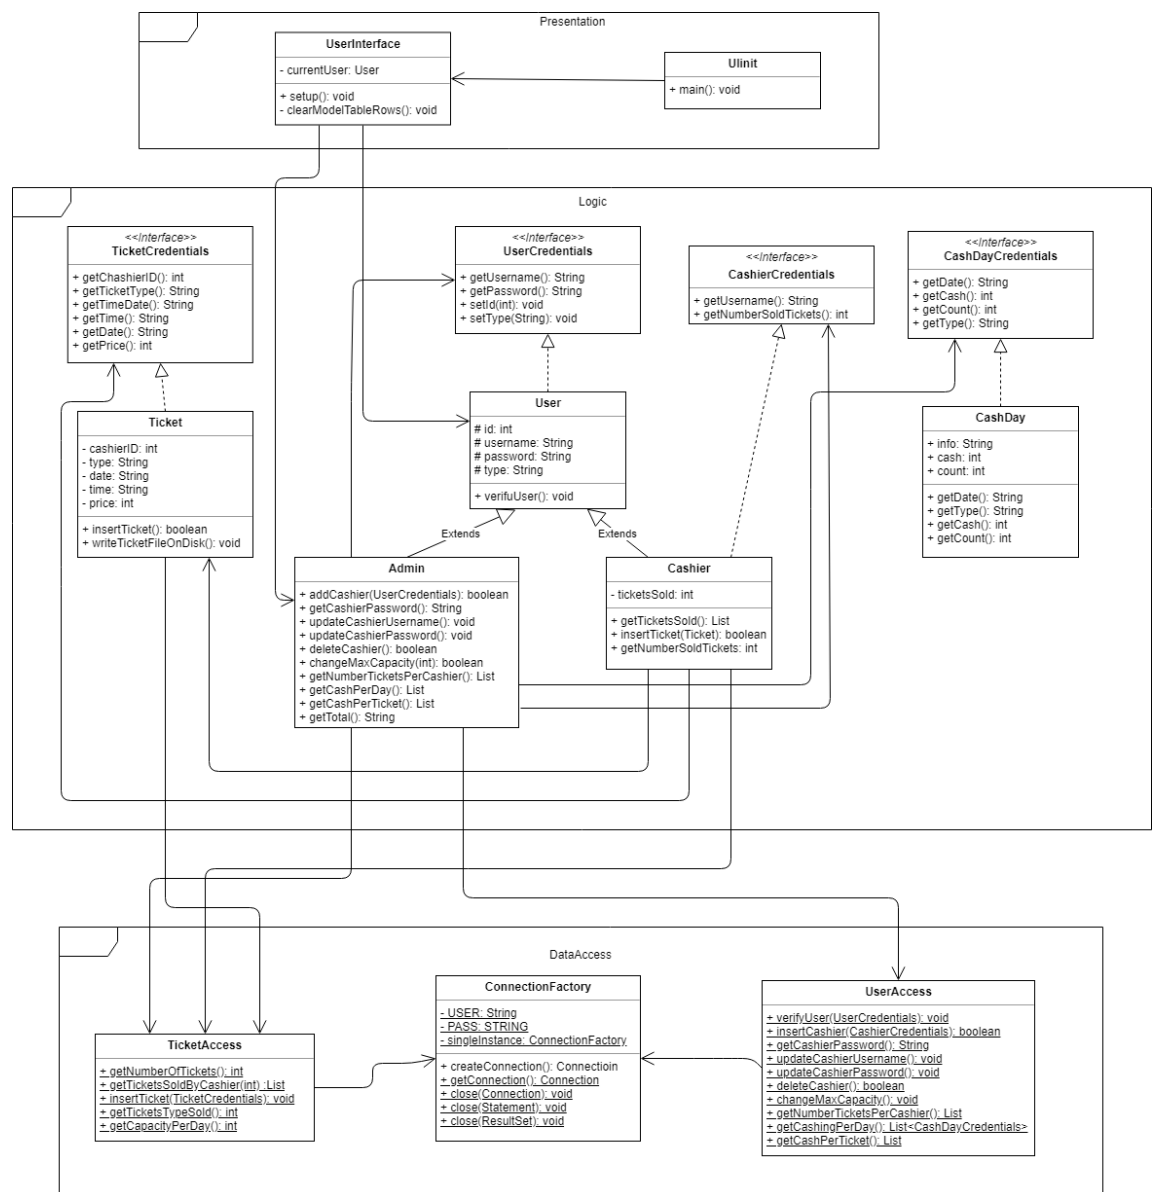 Presentation
UserInterface
- currentUser: User
+ setup(): void
- clearModelTableRows(): void
UIinit
+ main(): void
Logic
<<Interface>>
TicketCredentials
+ getChashierID(): int
+ getTicketType(): String
+ getTimeDate(): String
+ getTime(): String
+ getDate(): String
+ getPrice(): int
<<Interface>>
UserCredentials
+ getUsername(): String
+ getPassword(): String
+ setId(int): void
+ setType(String): void
<<Interface>>
CashierCredentials
+ getUsername(): String
+ getNumberSoldTickets(): int
<<Interface>>
CashDayCredentials
+ getDate(): String
+ getCash(): int
+ getCount(): int
+ getType(): String
Ticket
- cashierID: int
- type: String
- date: String
- time: String
- price: int
+ insertTicket(): boolean
+ writeTicketFileOnDisk(): void
User
# id: int
# username: String
# password: String
# type: String
+ verifuUser(): void
CashDay
+ info: String
+ cash: int
+ count: int
+ getDate(): String
+ getType(): String
+ getCash(): int
+ getCount(): int
Extends
Extends
Admin
+ addCashier(UserCredentials): boolean
+ getCashierPassword(): String
+ updateCashierUsername(): void
+ updateCashierPassword(): void
+ deleteCashier(): boolean
+ changeMaxCapacity(int): boolean
+ getNumberTicketsPerCashier(): List
+ getCashPerDay(): List
+ getCashPerTicket(): List
+ getTotal(): String
Cashier
- ticketsSold: int
+ getTicketsSold(): List
+ insertTicket(Ticket): boolean
+ getNumberSoldTickets: int
DataAccess
TicketAccess
+ getNumberOfTickets(): int
+ getTicketsSoldByCashier(int) :List
+ insertTicket(TicketCredentials): void
+ getTicketsTypeSold(): int
+ getCapacityPerDay(): int
ConnectionFactory
- USER: String
- PASS: STRING
- singleInstance: ConnectionFactory
+ createConnection(): Connectioin
+ getConnection(): Connection
+ close(Connection): void
+ close(Statement): void
+ close(ResultSet): void
UserAccess
+ verifyUser(UserCredentials): void
+ insertCashier(CashierCredentials): boolean
+ getCashierPassword(): String
+ updateCashierUsername(): void
+ updateCashierPassword(): void
+ deleteCashier(): boolean
+ changeMaxCapacity(): void
+ getNumberTicketsPerCashier(): List
+ getCashingPerDay(): List<CashDayCredentials>
+ getCashPerTicket(): List